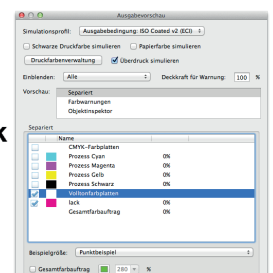 Ausgabevorschau
Simulationsprofil: Ausgabebedingung: ISO Coated v2 (ECI)
Schwarze Druckfarbe simulieren Papierfarbe simulieren
Druckfarbenverwaltung Überdruck simulieren
Einblenden: Alle Deckkraft für Warnung: 100 %
Vorschau: Separiert
Farbwarnungen
Objektinspektor
k
Separiert
Name
CMYK-Farbplatten
Prozess Cyan 0%
Prozess Magenta 0%
Prozess Gelb 0%
Prozess Schwarz 0%
Volltonfarbplatten
lack 0%
Gesamtfarbauftrag 0%
Beispielgröße: Punktbeispiel
Gesamtfarbauftrag 280 %